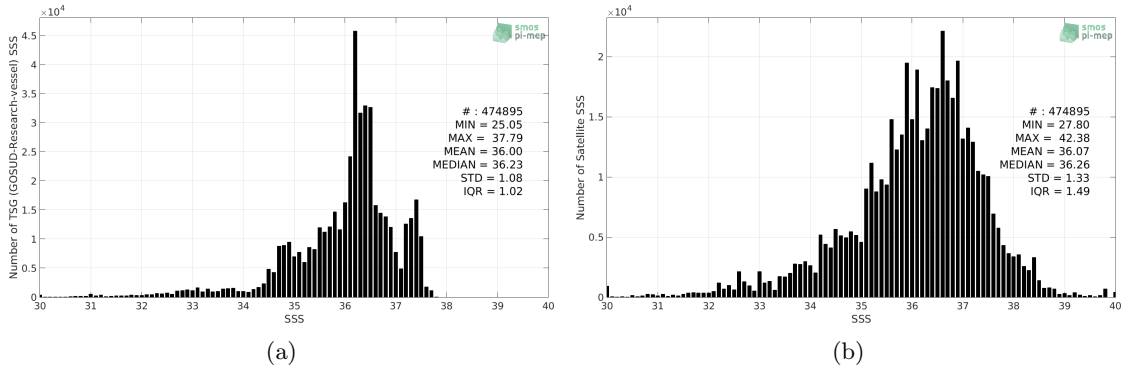 ×10⁴
4.5
4
3.5
3
2.5
2
1.5
1
0.5
0
Number of TSG (GOSUD-Research-vessel) SSS
smos
pi-mep
# : 474895
MIN = 25.05
MAX = 37.79
MEAN = 36.00
MEDIAN = 36.23
STD = 1.08
IQR = 1.02
30 31 32 33 34 35 36 37 38 39 40
SSS
(a)
×10⁴
2
1.5
1
0.5
0
Number of Satellite SSS
smos
pi-mep
# : 474895
MIN = 27.80
MAX = 42.38
MEAN = 36.07
MEDIAN = 36.26
STD = 1.33
IQR = 1.49
30 31 32 33 34 35 36 37 38 39 40
SSS
(b)